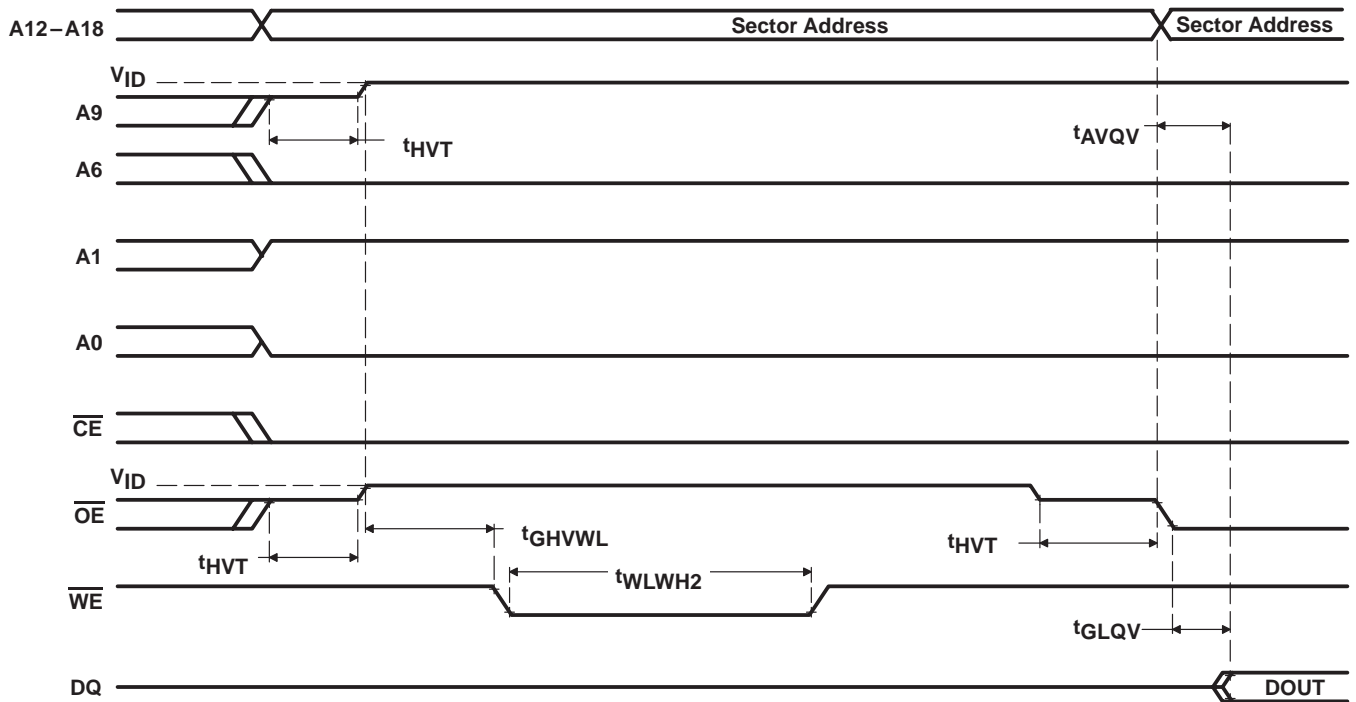 A12–A18 Sector Address Sector Address
VID
A9
tHVT tAVQV
A6
A1
A0
CE
VID
OE
tHVT tGHVWL tHVT
WE tWLWH2
tGLQV
DQ DOUT